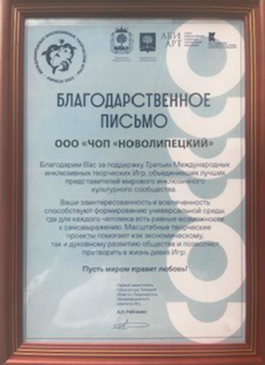 АБИ
АРТ
БЛАГОДАРСТВЕННОЕ
ПИСЬМО
ООО «ЧОП «НОВОЛИПЕЦКИЙ»
Благодарим Вас за поддержку Третьих Международных
инклюзивных творческих Игр, объединивших лучших
представителей мирового инклюзивного
культурного сообщества.
Ваши заинтересованность и вовлеченность
способствуют формированию универсальной среды,
где для каждого человека есть равные возможности
к самовыражению. Масштабные творческие
проекты помогают как экономическому,
так и духовному развитию общества и позволяют
претворить в жизнь девиз Игр:
Пусть миром правит любовь!